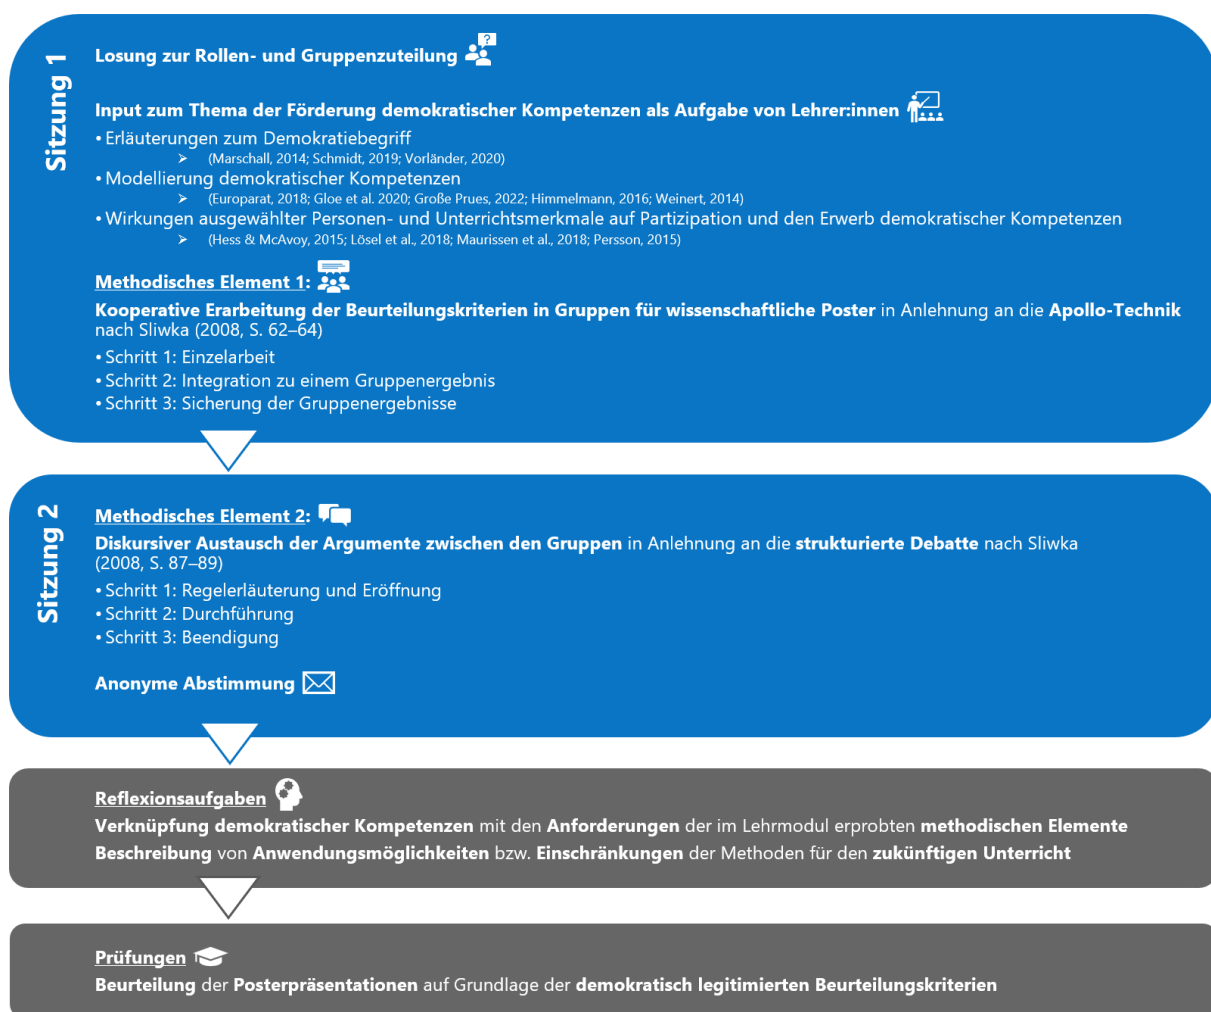 Sitzung 1
Losung zur Rollen- und Gruppenzuteilung
?
Input zum Thema der Förderung demokratischer Kompetenzen als Aufgabe von Lehrer:innen
• Erläuterungen zum Demokratiebegriff
➢ (Marschall, 2014; Schmidt, 2019; Vorländer, 2020)
• Modellierung demokratischer Kompetenzen
➢ (Europarat, 2018; Gloe et al. 2020; Große Prues, 2022; Himmelmann, 2016; Weinert, 2014)
• Wirkungen ausgewählter Personen- und Unterrichtsmerkmale auf Partizipation und den Erwerb demokratischer Kompetenzen
➢ (Hess & McAvoy, 2015; Lösel et al., 2018; Maurissen et al., 2018; Persson, 2015)
Methodisches Element 1:
Kooperative Erarbeitung der Beurteilungskriterien in Gruppen für wissenschaftliche Poster in Anlehnung an die Apollo-Technik
nach Sliwka (2008, S. 62–64)
• Schritt 1: Einzelarbeit
• Schritt 2: Integration zu einem Gruppenergebnis
• Schritt 3: Sicherung der Gruppenergebnisse
Sitzung 2
Methodisches Element 2:
Diskursiver Austausch der Argumente zwischen den Gruppen in Anlehnung an die strukturierte Debatte nach Sliwka
(2008, S. 87–89)
• Schritt 1: Regelerläuterung und Eröffnung
• Schritt 2: Durchführung
• Schritt 3: Beendigung
Anonyme Abstimmung
Reflexionsaufgaben
Verknüpfung demokratischer Kompetenzen mit den Anforderungen der im Lehrmodul erprobten methodischen Elemente
Beschreibung von Anwendungsmöglichkeiten bzw. Einschränkungen der Methoden für den zukünftigen Unterricht
Prüfungen
Beurteilung der Posterpräsentationen auf Grundlage der demokratisch legitimierten Beurteilungskriterien